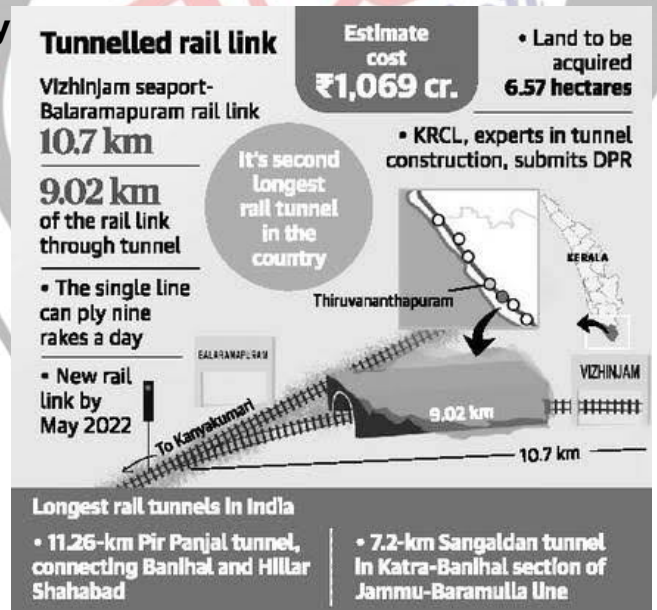 y
Tunnelled rail link
Vizhinjam seaport-
Balaramapuram rail link
10.7 km
9.02 km
of the rail link
through tunnel
• The single line
can ply nine
rakes a day
• New rail
link by
May 2022
Estimate
cost
₹1,069 cr.
It's second
longest
rail tunnel
in the
country
• Land to be
acquired
6.57 hectares
• KRCL, experts in tunnel
construction, submits DPR
KERALA
Thiruvananthapuram
BALARAMAPURAM
VIZHINJAM
To Kanyakumari
9.02 km
10.7 km
Longest rail tunnels in India
• 11.26-km Pir Panjal tunnel,
connecting Banihal and Hillar
Shahabad
• 7.2-km Sangaldan tunnel
in Katra-Banihal section of
Jammu-Baramulla line